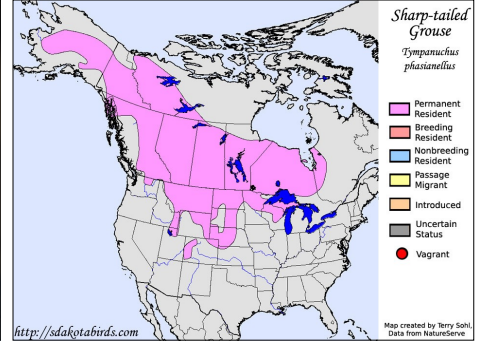 Sharp-tailed
Grouse
Tympanuchus
phasianellus
Permanent
Resident
Breeding
Resident
Nonbreeding
Resident
Passage
Migrant
Introduced
Uncertain
Status
Vagrant
http://sdakotabirds.com
Map created by Terry Sohl,
Data from NatureServe